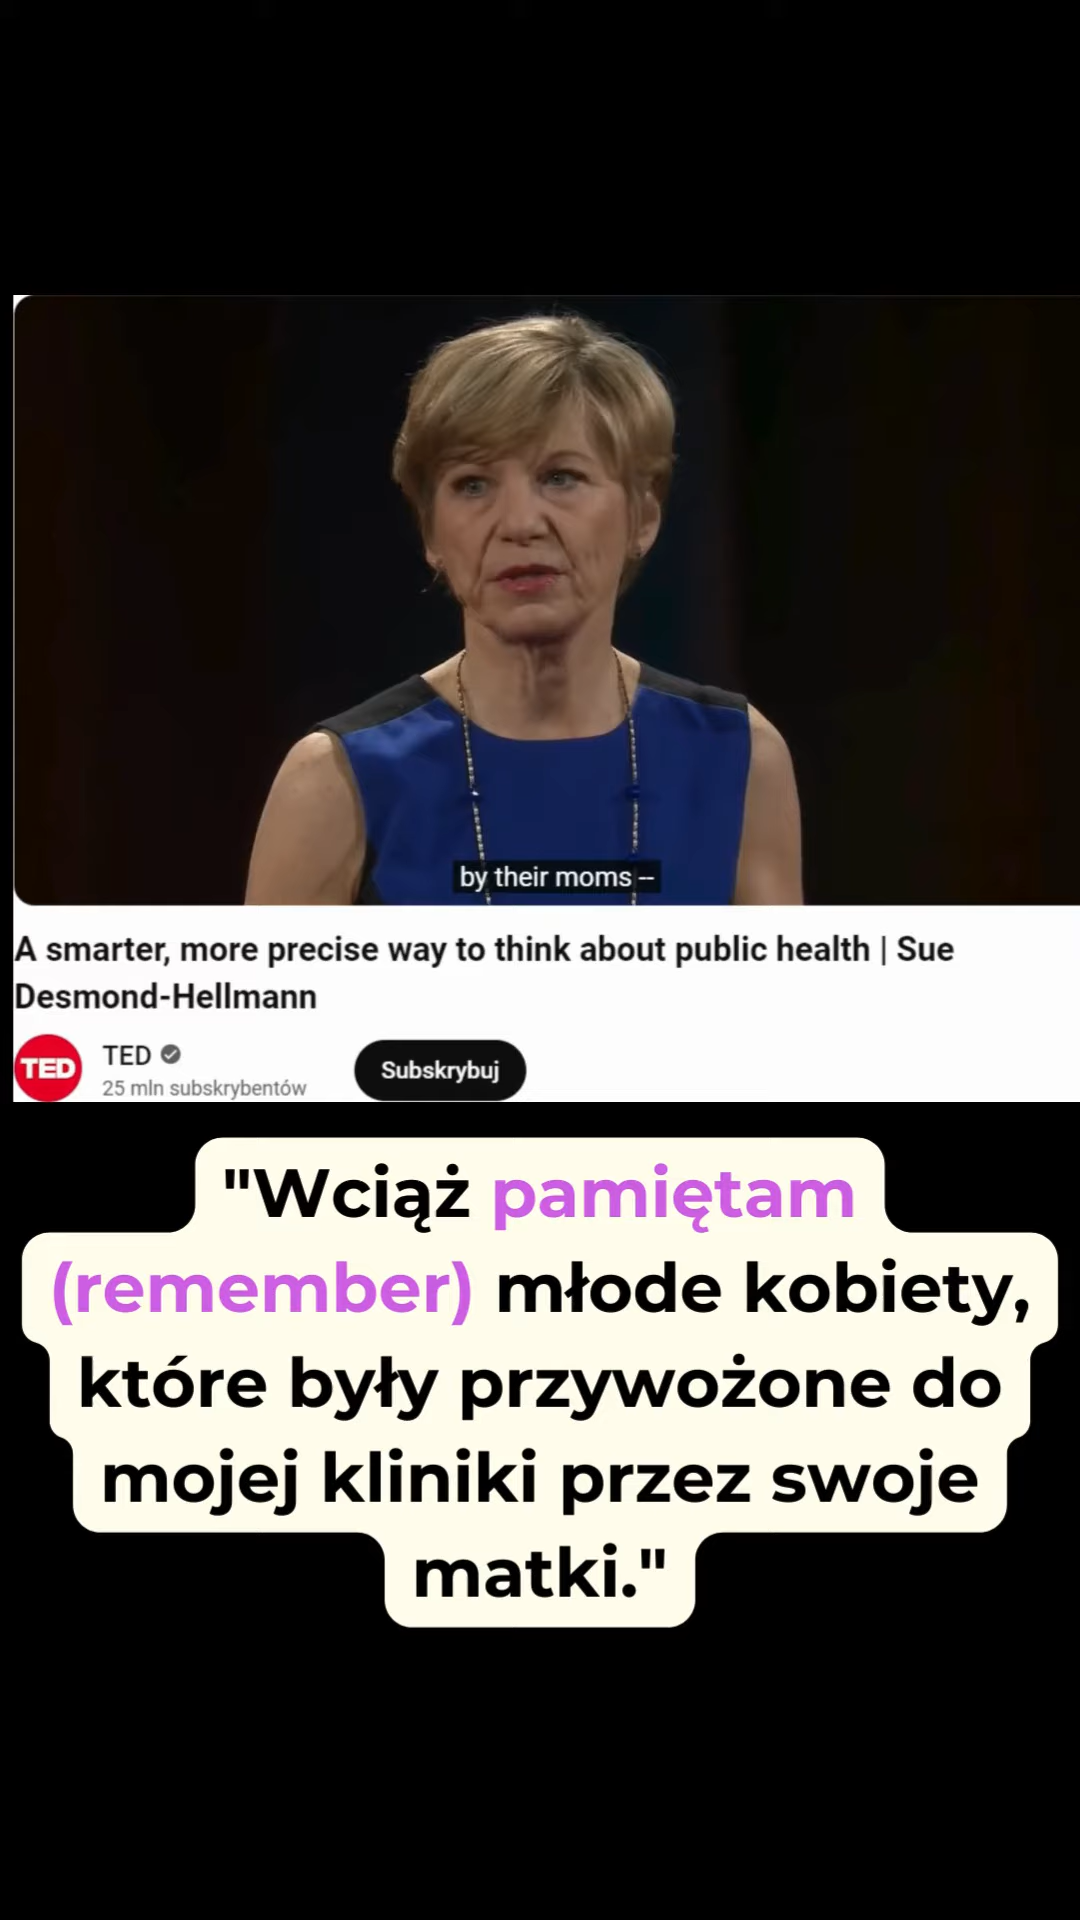 by their moms --
A smarter, more precise way to think about public health | Sue
Desmond-Hellmann
TED
TED
25 mln subskrybentów
Subskrybuj
"Wciąż pamiętam
(remember) młode kobiety,
które były przywożone do
mojej kliniki przez swoje
matki."